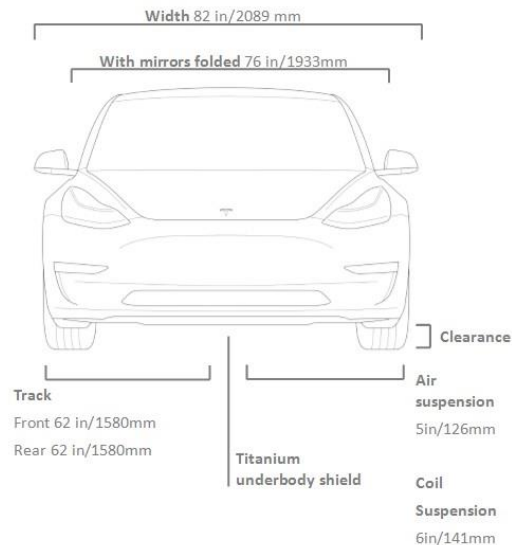 Width 82 in/2089 mm
With mirrors folded 76 in/1933mm
Clearance
Track
Front 62 in/1580mm
Rear 62 in/1580mm
Titanium
underbody shield
Air
suspension
5in/126mm
Coil
Suspension
6in/141mm